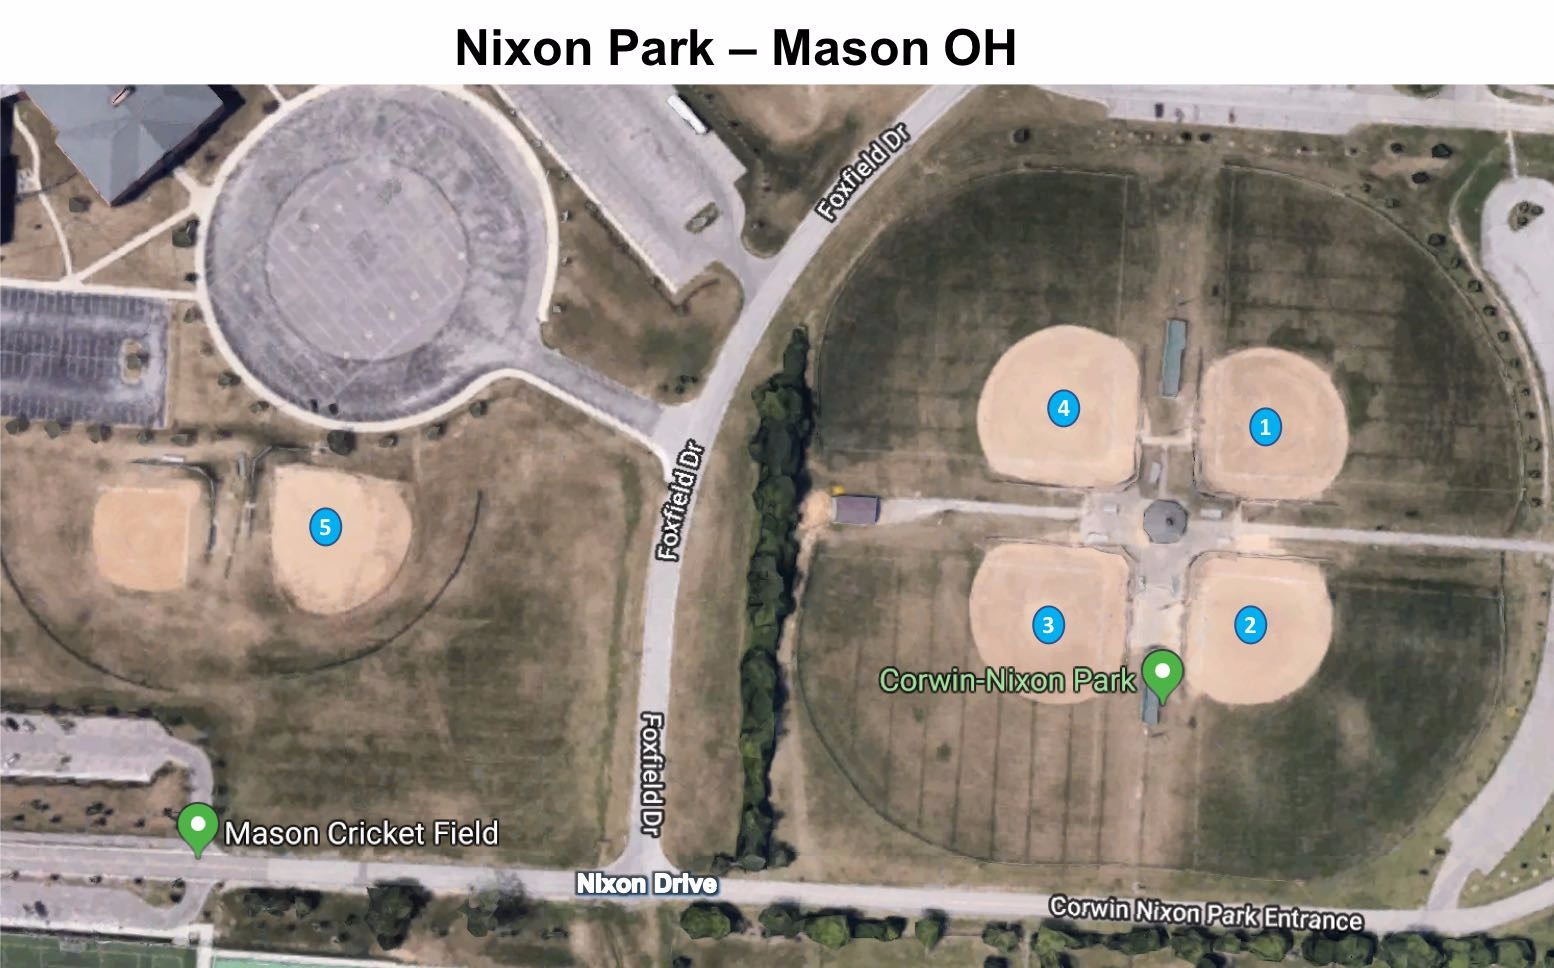 Nixon Park – Mason OH
Foxfield Dr
4
1
Foxfield Dr
5
3
2
Corwin-Nixon Park
Foxfield Dr
Mason Cricket Field
Nixon Drive
Corwin Nixon Park Entrance